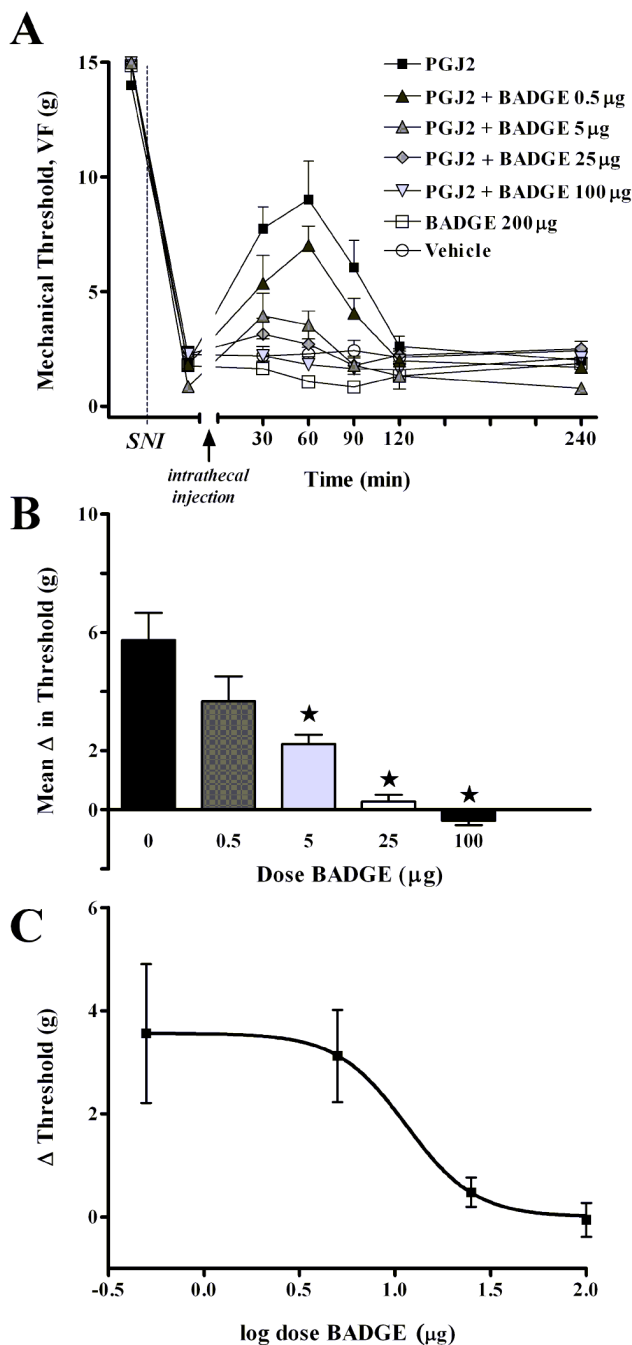 A
Mechanical Threshold, VF (g)
15
10
5
0
PGJ2
PGJ2 + BADGE 0.5 µg
PGJ2 + BADGE 5 µg
PGJ2 + BADGE 25 µg
PGJ2 + BADGE 100 µg
BADGE 200 µg
Vehicle
SNI
30 60 90 120 240
intrathecal
injection
Time (min)
B
Mean Δ in Threshold (g)
10
6
2
0
0 0.5 5 25 100
Dose BADGE (µg)
C
Δ Threshold (g)
6
4
2
0
-0.5 0.0 0.5 1.0 1.5 2.0
log dose BADGE (µg)